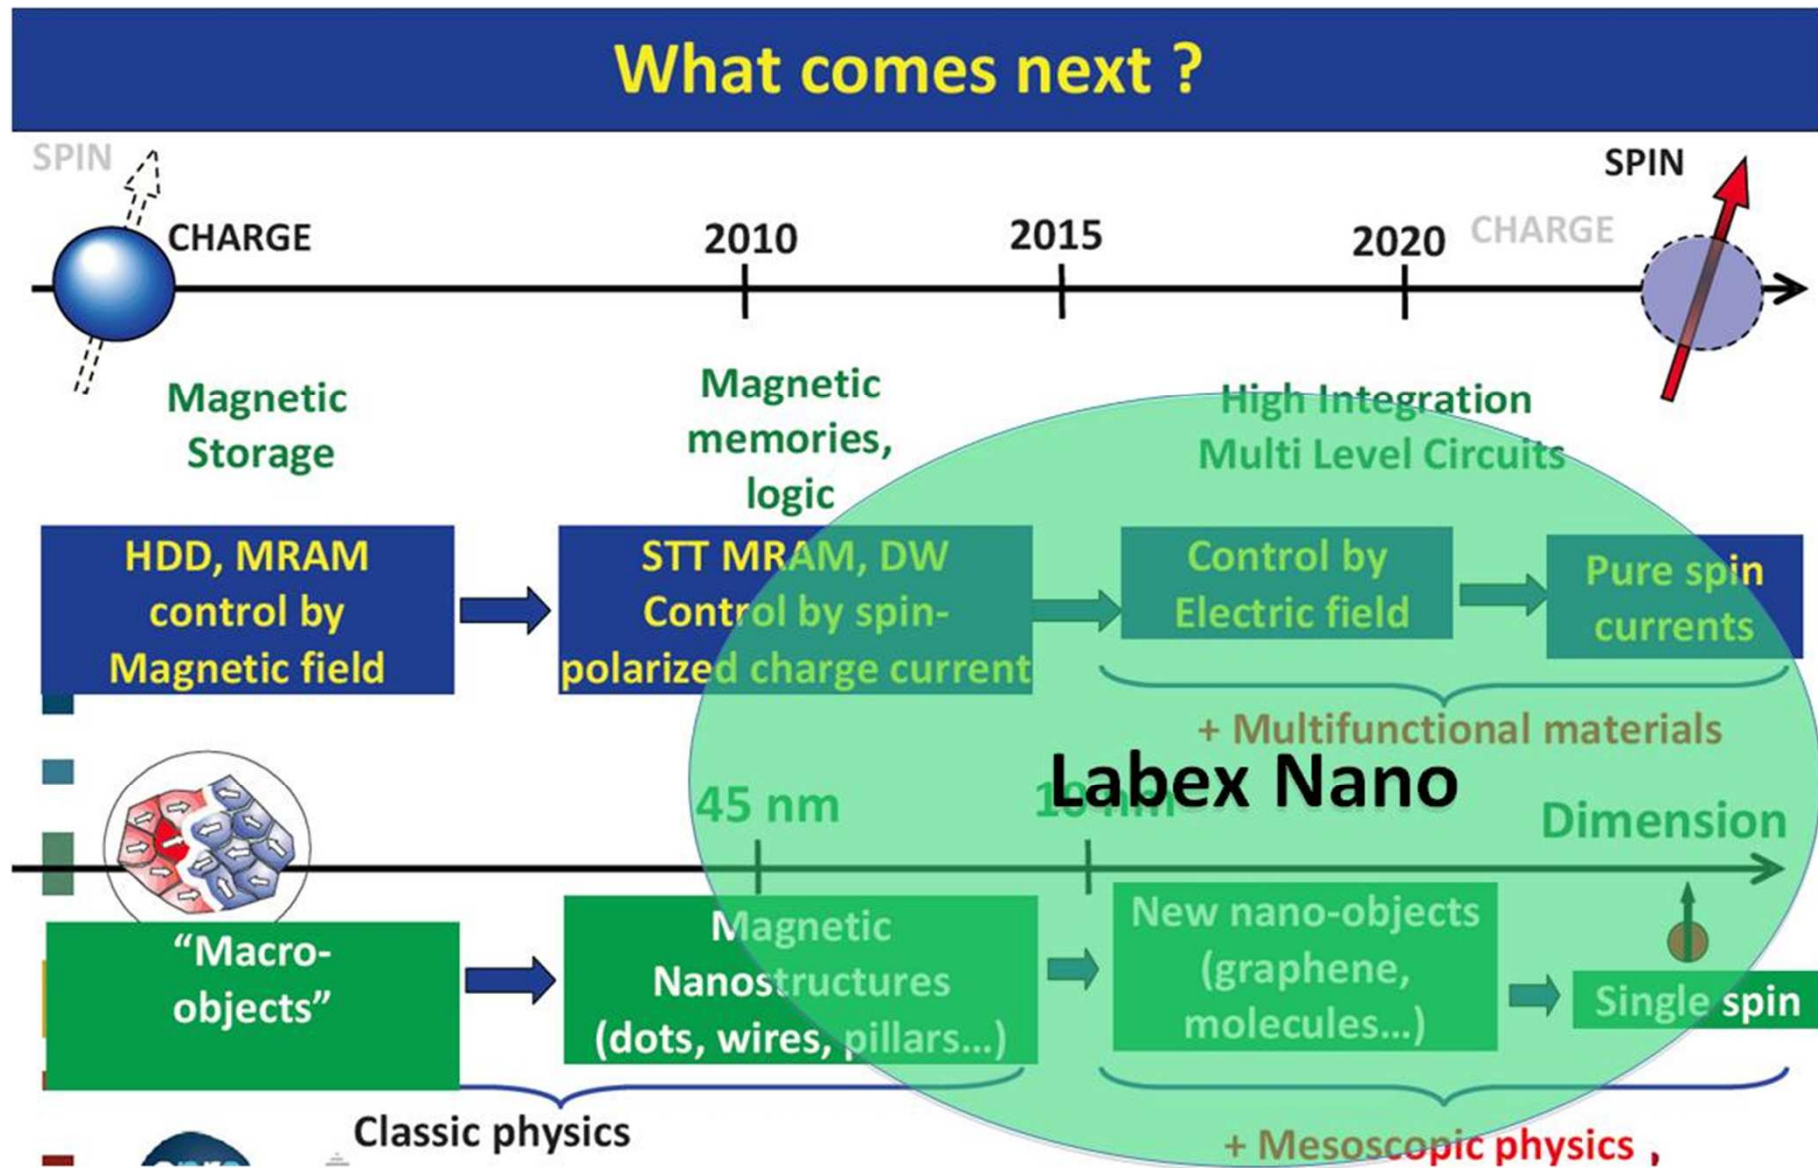 What comes next ?
SPIN
SPIN
CHARGE
2010
2015
2020
CHARGE
Magnetic
Storage
Magnetic
memories,
logic
High Integration
Multi Level Circuits
HDD, MRAM
control by
Magnetic field
STT MRAM, DW
Control by spin-
polarized charge current
Control by
Electric field
Pure spin
currents
+ Multifunctional materials
Labex Nano
45 nm
10 nm
Dimension
“Macro-
objects”
Magnetic
Nanostructures
(dots, wires, pillars...)
New nano-objects
(graphene,
molecules...)
Single spin
Classic physics
+ Mesoscopic physics ,